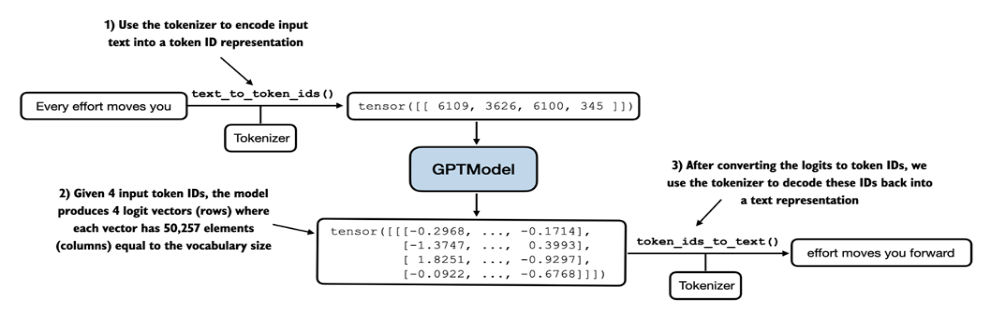 1) Use the tokenizer to encode input
text into a token ID representation
text_to_token_ids()
Every effort moves you
tensor([[ 6109, 3626, 6100, 345 ]])
Tokenizer
GPTModel
2) Given 4 input token IDs, the model
produces 4 logit vectors (rows) where
each vector has 50,257 elements
(columns) equal to the vocabulary size
tensor([[[-0.2968, ..., -0.1714],
[-1.3747, ..., 0.3993],
[ 1.8251, ..., -0.9297],
[-0.0922, ..., -0.6768]]])
3) After converting the logits to token IDs, we
use the tokenizer to decode these IDs back into
a text representation
token_ids_to_text()
effort moves you forward
Tokenizer